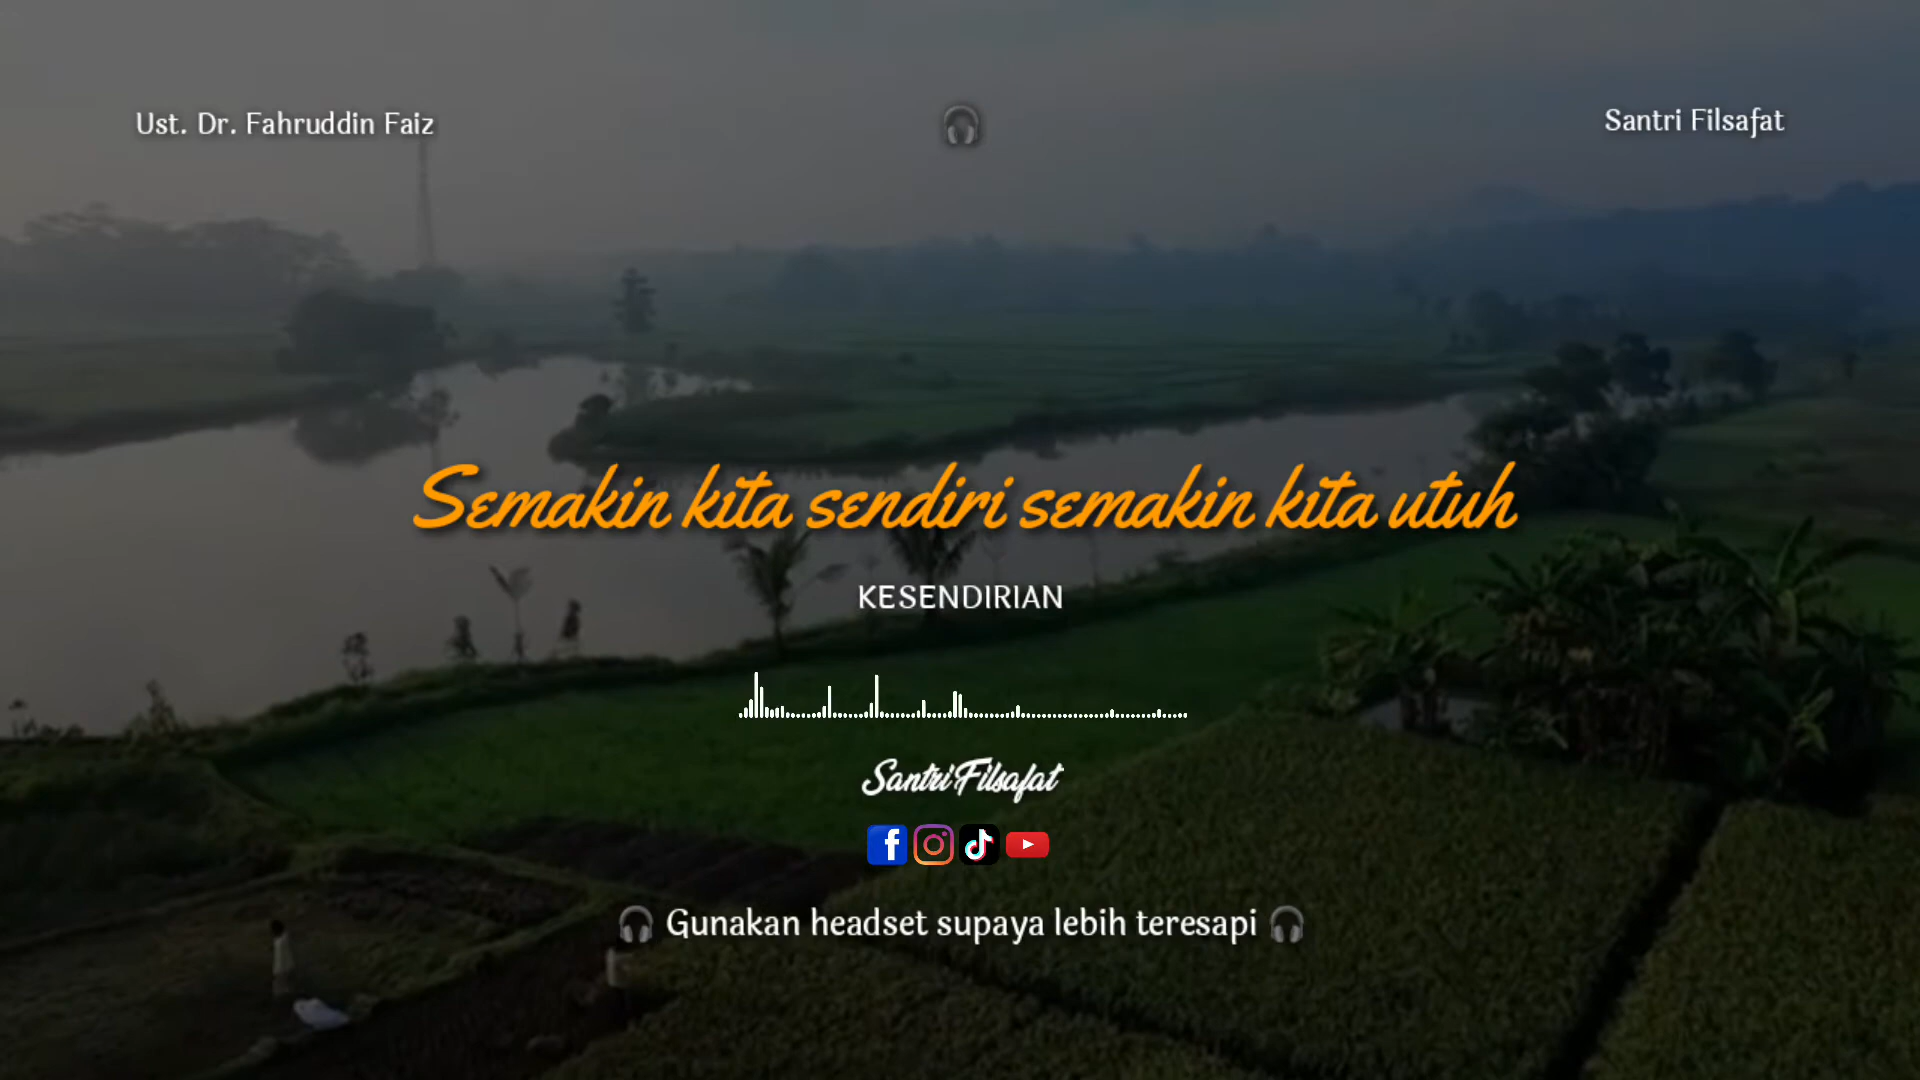 Ust. Dr. Fahruddin Faiz
Santri Filsafat
Semakin kita sendiri semakin kita utuh
KESENDIRIAN
Santri Filsafat
Gunakan headset supaya lebih teresapi